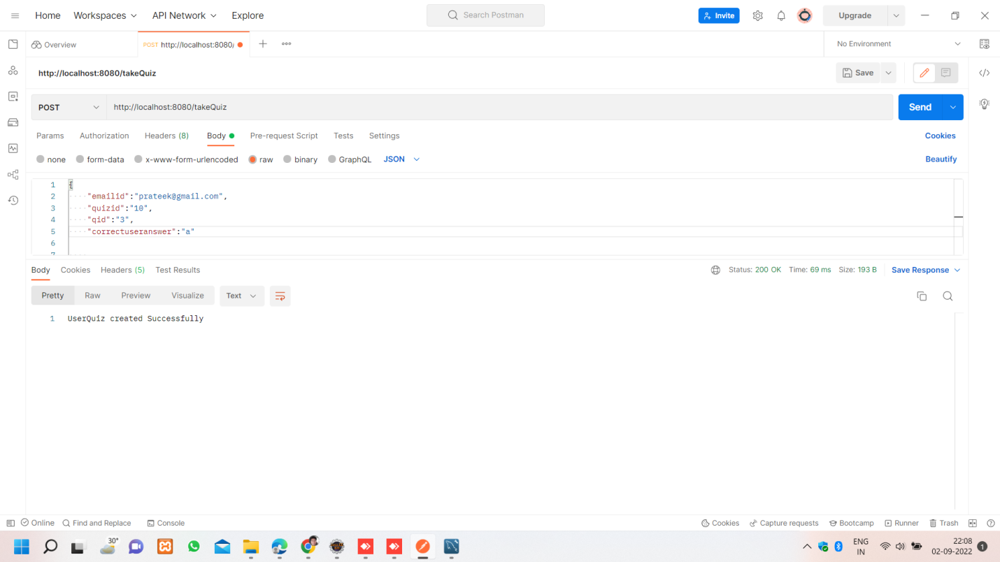 Home Workspaces API Network Explore Search Postman Invite Upgrade
Overview POST http://localhost:8080/ No Environment
http://localhost:8080/takeQuiz Save
POST http://localhost:8080/takeQuiz Send
Params Authorization Headers (8) Body Pre-request Script Tests Settings Cookies
none form-data x-www-form-urlencoded raw binary GraphQL JSON Beautify
1 {
2 "emailid":"prateek@gmail.com",
3 "quizid":"10",
4 "qid":"3",
5 "correctuseranswer":"a"
6
7
Body Cookies Headers (5) Test Results Status: 200 OK Time: 69 ms Size: 193 B Save Response
Pretty Raw Preview Visualize Text
1 UserQuiz created Successfully
Online Find and Replace Console Cookies Capture requests Bootcamp Runner Trash
30° ENG 22:08
IN 02-09-2022 1